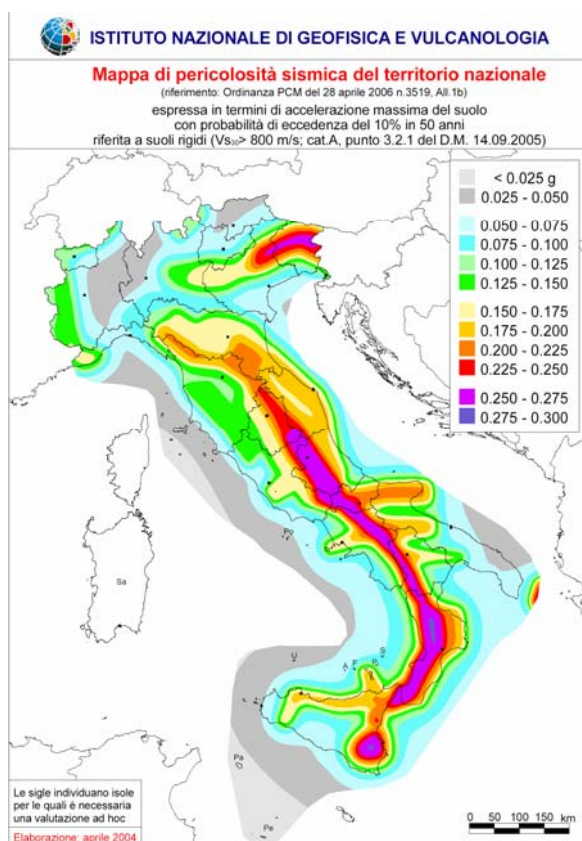 ISTITUTO NAZIONALE DI GEOFISICA E VULCANOLOGIA
Mappa di pericolosità sismica del territorio nazionale
(riferimento: Ordinanza PCM del 28 aprile 2006 n.3519, All.1b)
espressa in termini di accelerazione massima del suolo
con probabilità di eccedenza del 10% in 50 anni
riferita a suoli rigidi (Vs₃₀> 800 m/s; cat.A, punto 3.2.1 del D.M. 14.09.2005)
< 0.025 g
0.025 - 0.050
0.050 - 0.075
0.075 - 0.100
0.100 - 0.125
0.125 - 0.150
0.150 - 0.175
0.175 - 0.200
0.200 - 0.225
0.225 - 0.250
0.250 - 0.275
0.275 - 0.300
Po
Sa
U
S
A F
Pa
Pe
Le sigle individuano isole
per le quali è necessaria
una valutazione ad hoc
Elaborazione: aprile 2004
0 50 100 150 km